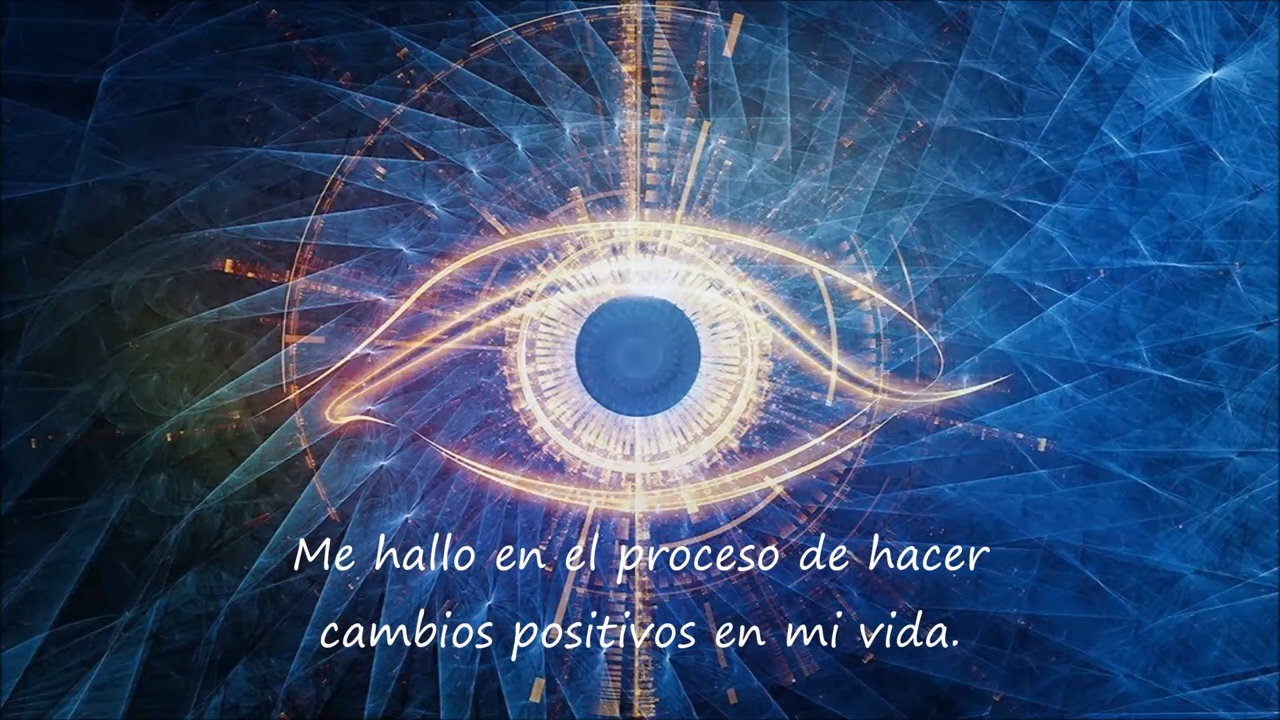 Me hallo en el proceso de hacer
cambios positivos en mi vida.